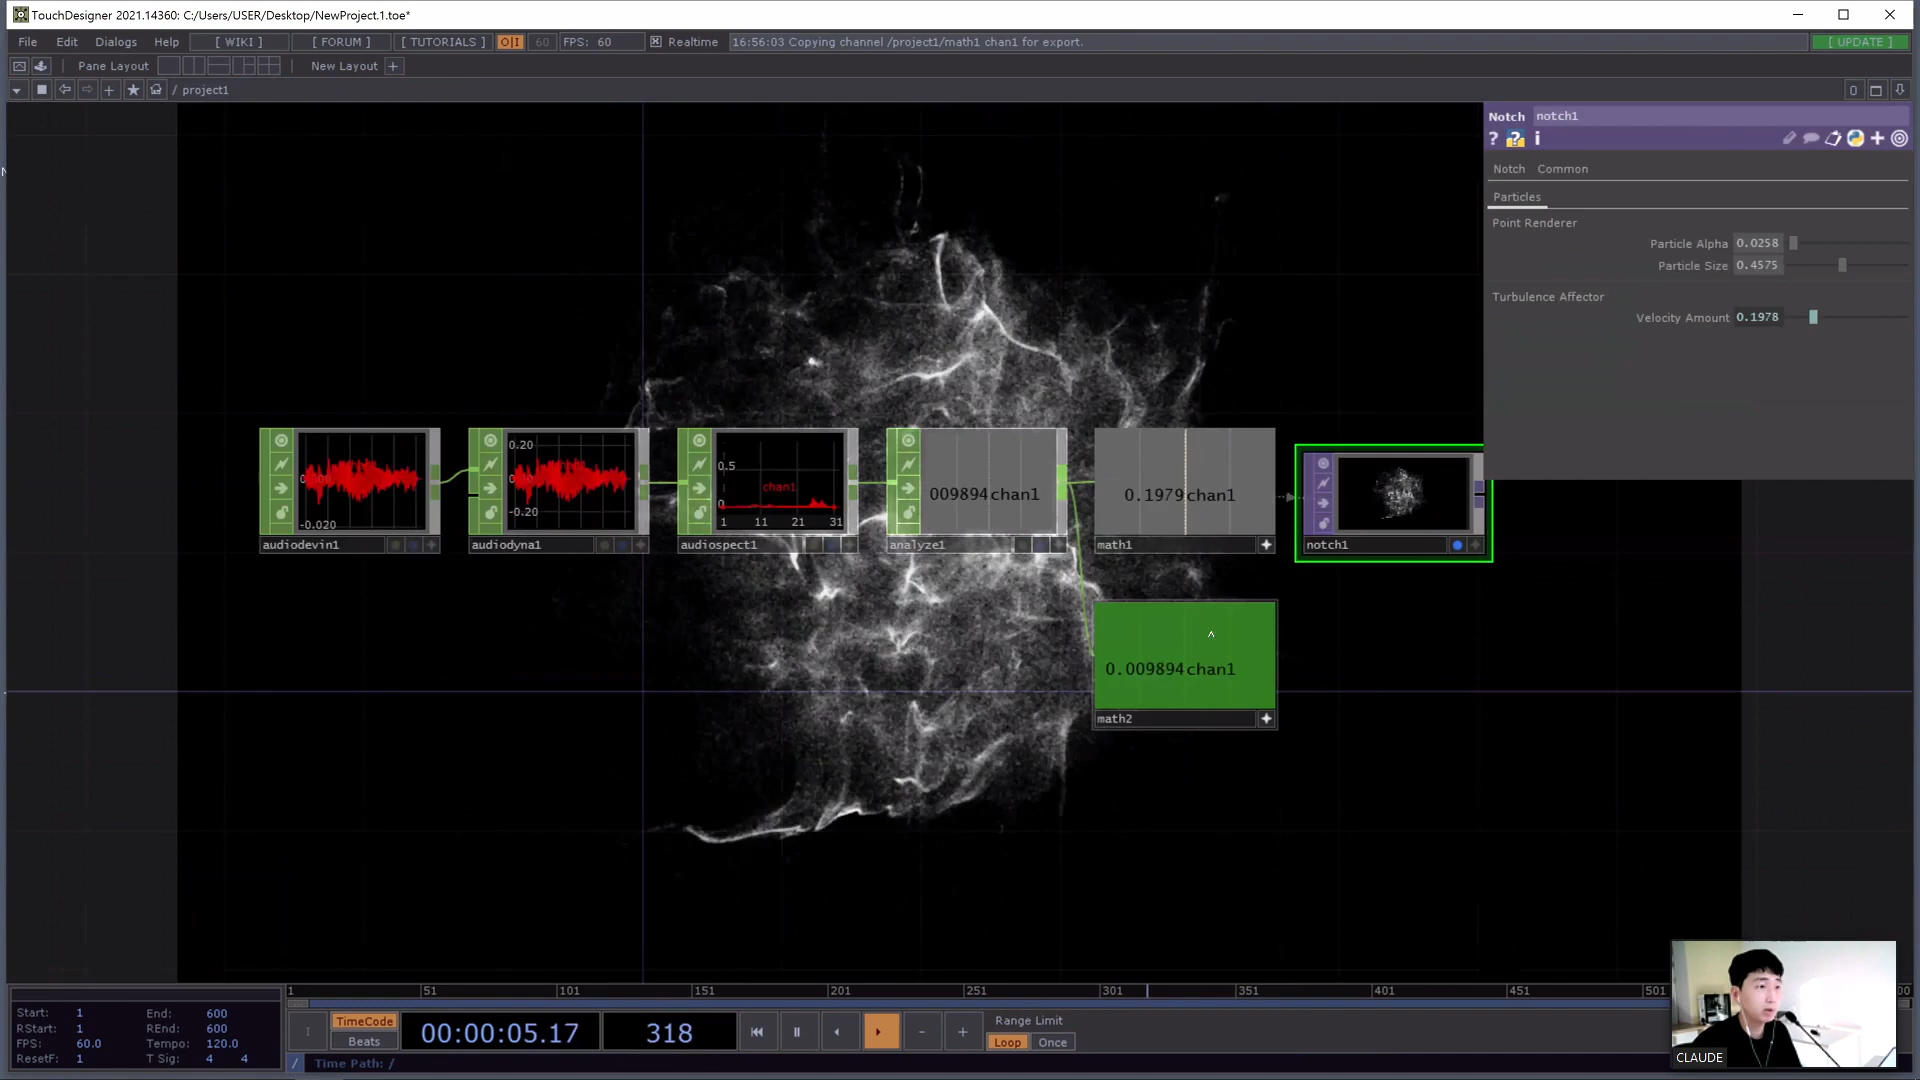 TouchDesigner 2021.14360: C:/Users/USER/Desktop/NewProject.1.toe*
File Edit Dialogs Help [ WIKI ] [ FORUM ] [ TUTORIALS ] O|I 60 FPS: 60 Realtime 16:56:03 Copying channel /project1/math1 chan1 for export. [ UPDATE ]
Pane Layout New Layout +
/ project1
Notch notch1
? ? i
Notch Common
Particles
Point Renderer
Particle Alpha 0.0258
Particle Size 0.4575
Turbulence Affector
Velocity Amount 0.1978
-0.020
audiodevin1
0.20
-0.20
audiodyna1
0.5
chan1
0
1 11 21 31
audiospect1
009894 chan1
analyze1
0.1979 chan1
math1
notch1
0.009894 chan1
math2
1 51 101 151 201 251 301 351 401 451 501
Start: 1 End: 600
RStart: 1 REnd: 600
FPS: 60.0 Tempo: 120.0
ResetF: 1 T Sig: 4 4
TimeCode
Beats
00:00:05.17
318
Range Limit
Loop Once
/ Time Path: /
CLAUDE